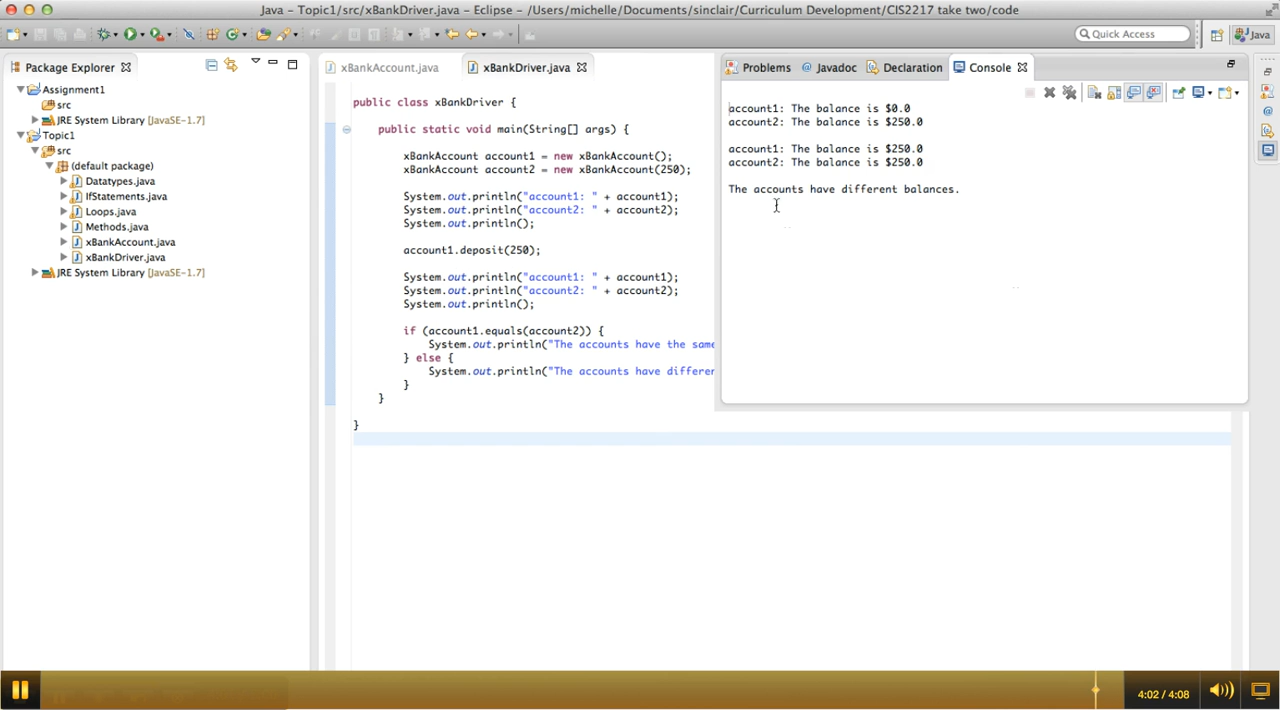 Java - Topic1/src/xBankDriver.java - Eclipse - /Users/michelle/Documents/sinclair/Curriculum Development/CIS2217 take two/code
Quick Access
Java
Package Explorer
Assignment1
src
JRE System Library [JavaSE-1.7]
Topic1
src
(default package)
Datatypes.java
IfStatements.java
Loops.java
Methods.java
xBankAccount.java
xBankDriver.java
JRE System Library [JavaSE-1.7]
xBankAccount.java
xBankDriver.java
public class xBankDriver {
public static void main(String[] args) {
xBankAccount account1 = new xBankAccount();
xBankAccount account2 = new xBankAccount(250);
System.out.println("account1: " + account1);
System.out.println("account2: " + account2);
System.out.println();
account1.deposit(250);
System.out.println("account1: " + account1);
System.out.println("account2: " + account2);
System.out.println();
if (account1.equals(account2)) {
System.out.println("The accounts have the same
} else {
System.out.println("The accounts have differen
}
}
}
Problems
@ Javadoc
Declaration
Console
account1: The balance is $0.0
account2: The balance is $250.0
account1: The balance is $250.0
account2: The balance is $250.0
The accounts have different balances.
4:02 / 4:08